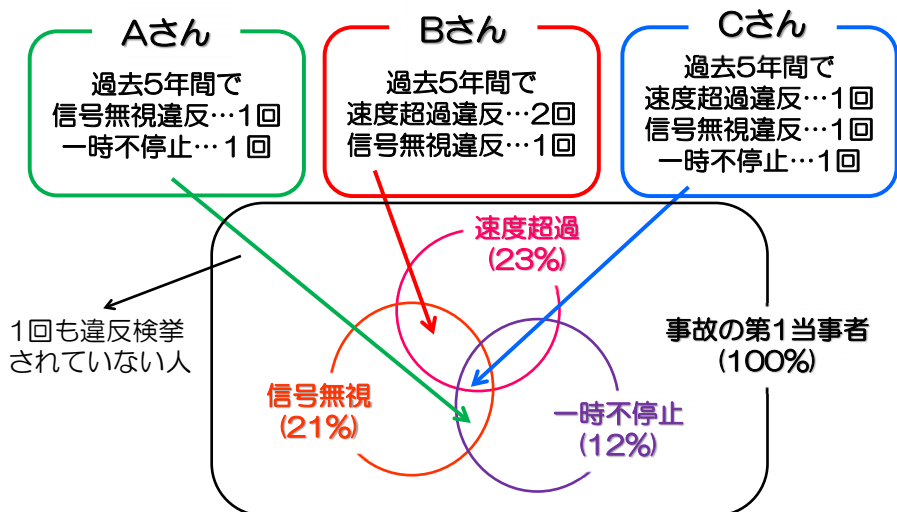 Aさん
過去5年間で
信号無視違反…1回
一時不停止…1回
Bさん
過去5年間で
速度超過違反…2回
信号無視違反…1回
Cさん
過去5年間で
速度超過違反…1回
信号無視違反…1回
一時不停止…1回
速度超過
(23%)
1回も違反検挙
されていない人
事故の第1当事者
(100%)
信号無視
(21%)
一時不停止
(12%)